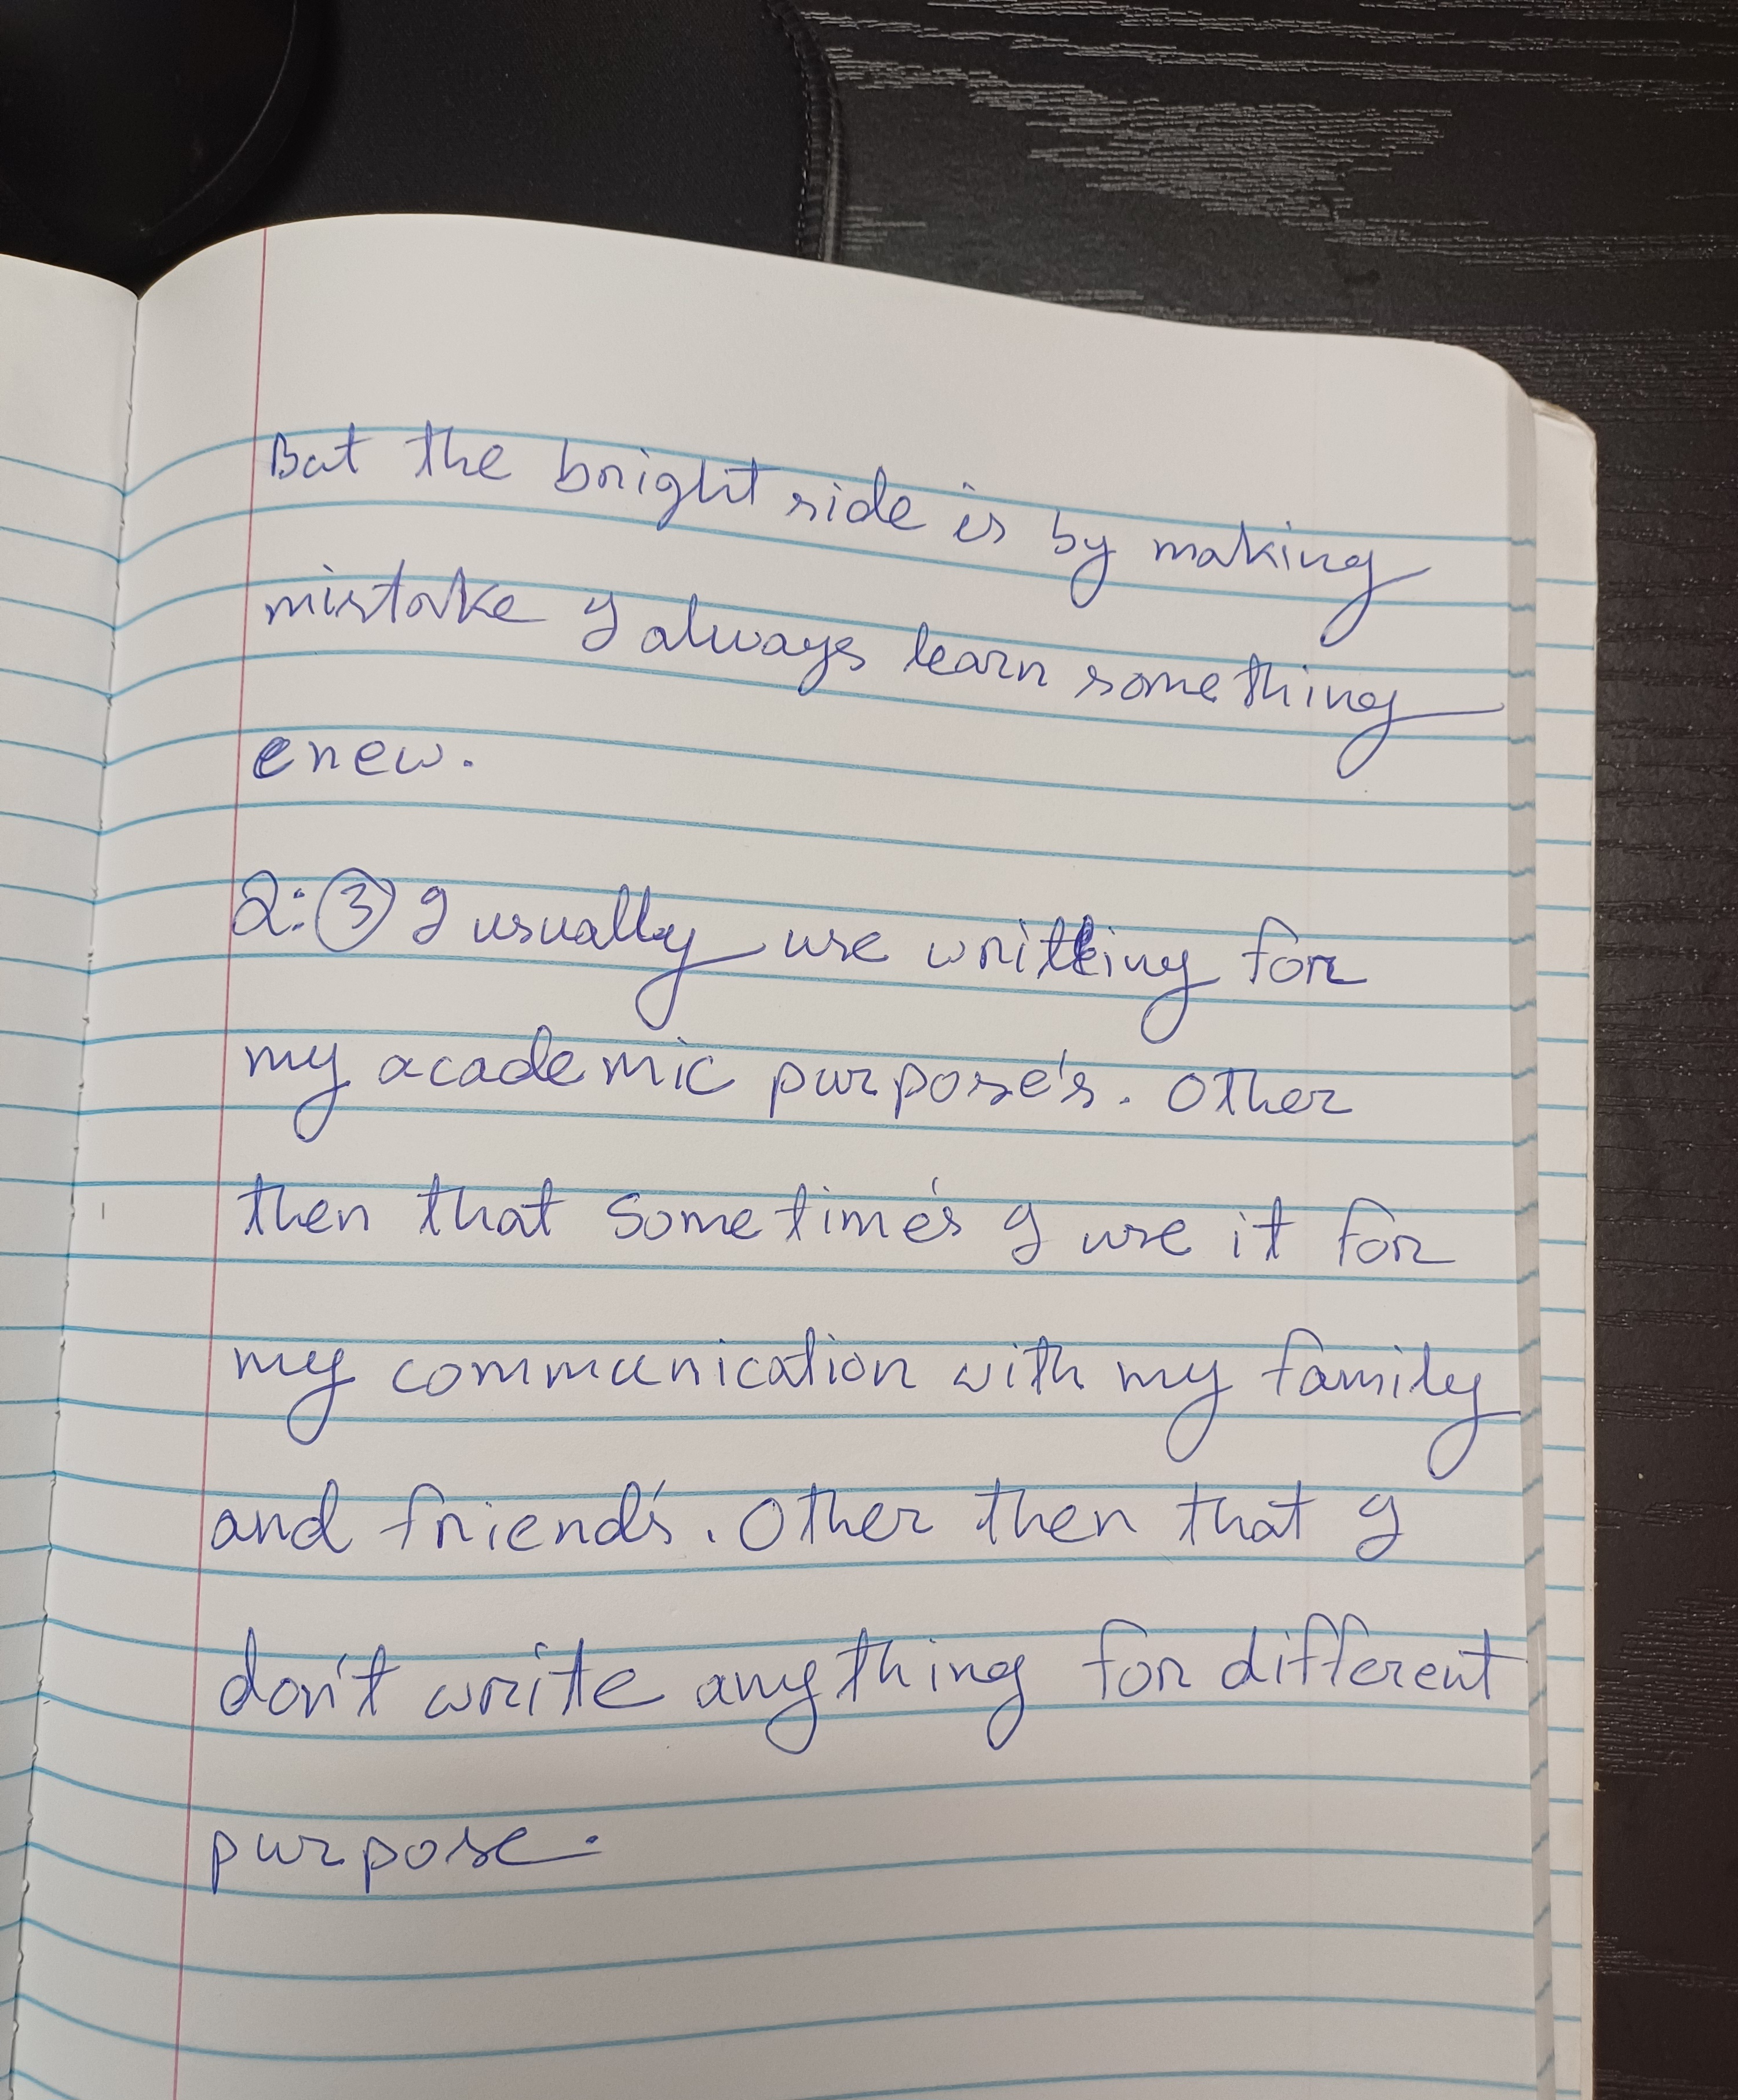 But the bright side is by making
mistake I always learn something
enew.
2: 3 I usually use writting for
my academic purpose's. Other
then that sometime's I use it for
my communication with my family
and friend's. Other then that I
don't write anything for different
purpose.